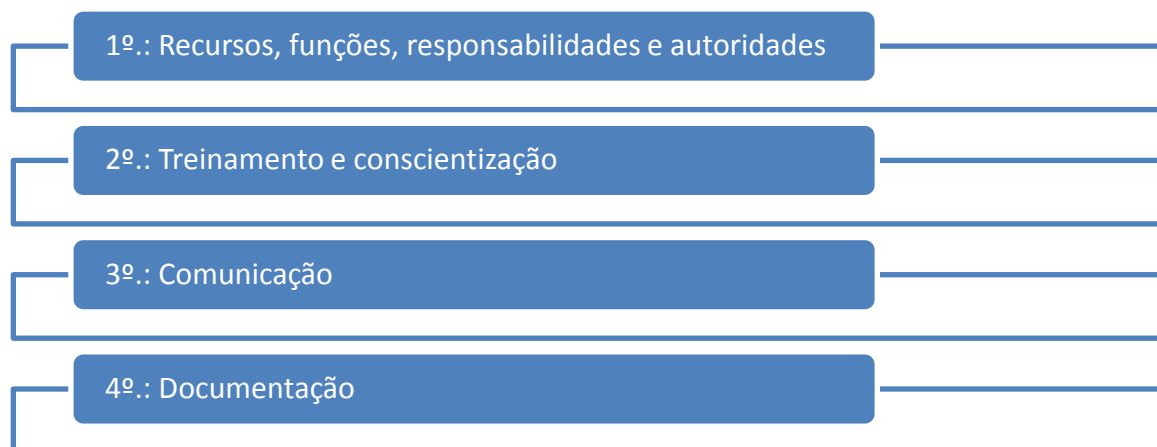 1º.: Recursos, funções, responsabilidades e autoridades
2º.: Treinamento e conscientização
3º.: Comunicação
4º.: Documentação